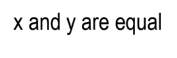 x and y are equal